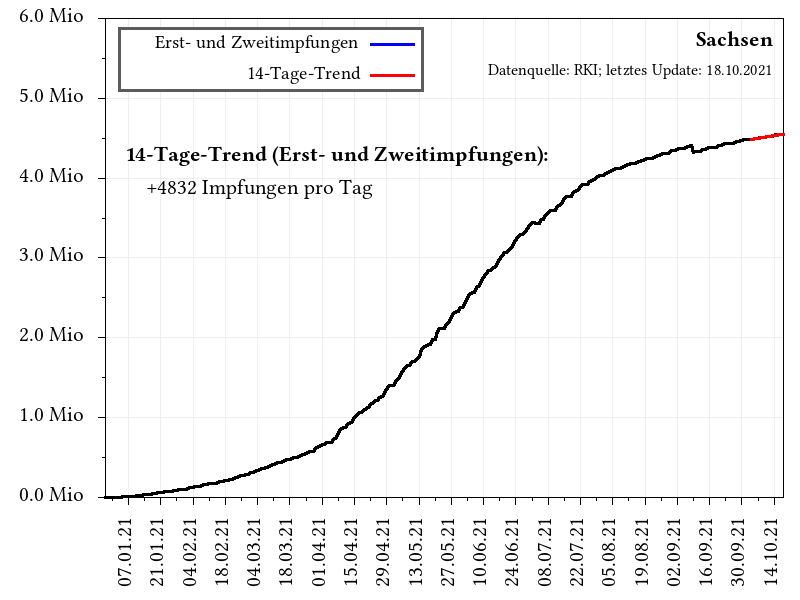 6.0 Mio
5.0 Mio
4.0 Mio
3.0 Mio
2.0 Mio
1.0 Mio
0.0 Mio
Erst- und Zweitimpfungen
14-Tage-Trend
Sachsen
Datenquelle: RKI; letztes Update: 18.10.2021
14-Tage-Trend (Erst- und Zweitimpfungen):
+4832 Impfungen pro Tag
07.01.21
21.01.21
04.02.21
18.02.21
04.03.21
18.03.21
01.04.21
15.04.21
29.04.21
13.05.21
27.05.21
10.06.21
24.06.21
08.07.21
22.07.21
05.08.21
19.08.21
02.09.21
16.09.21
30.09.21
14.10.21